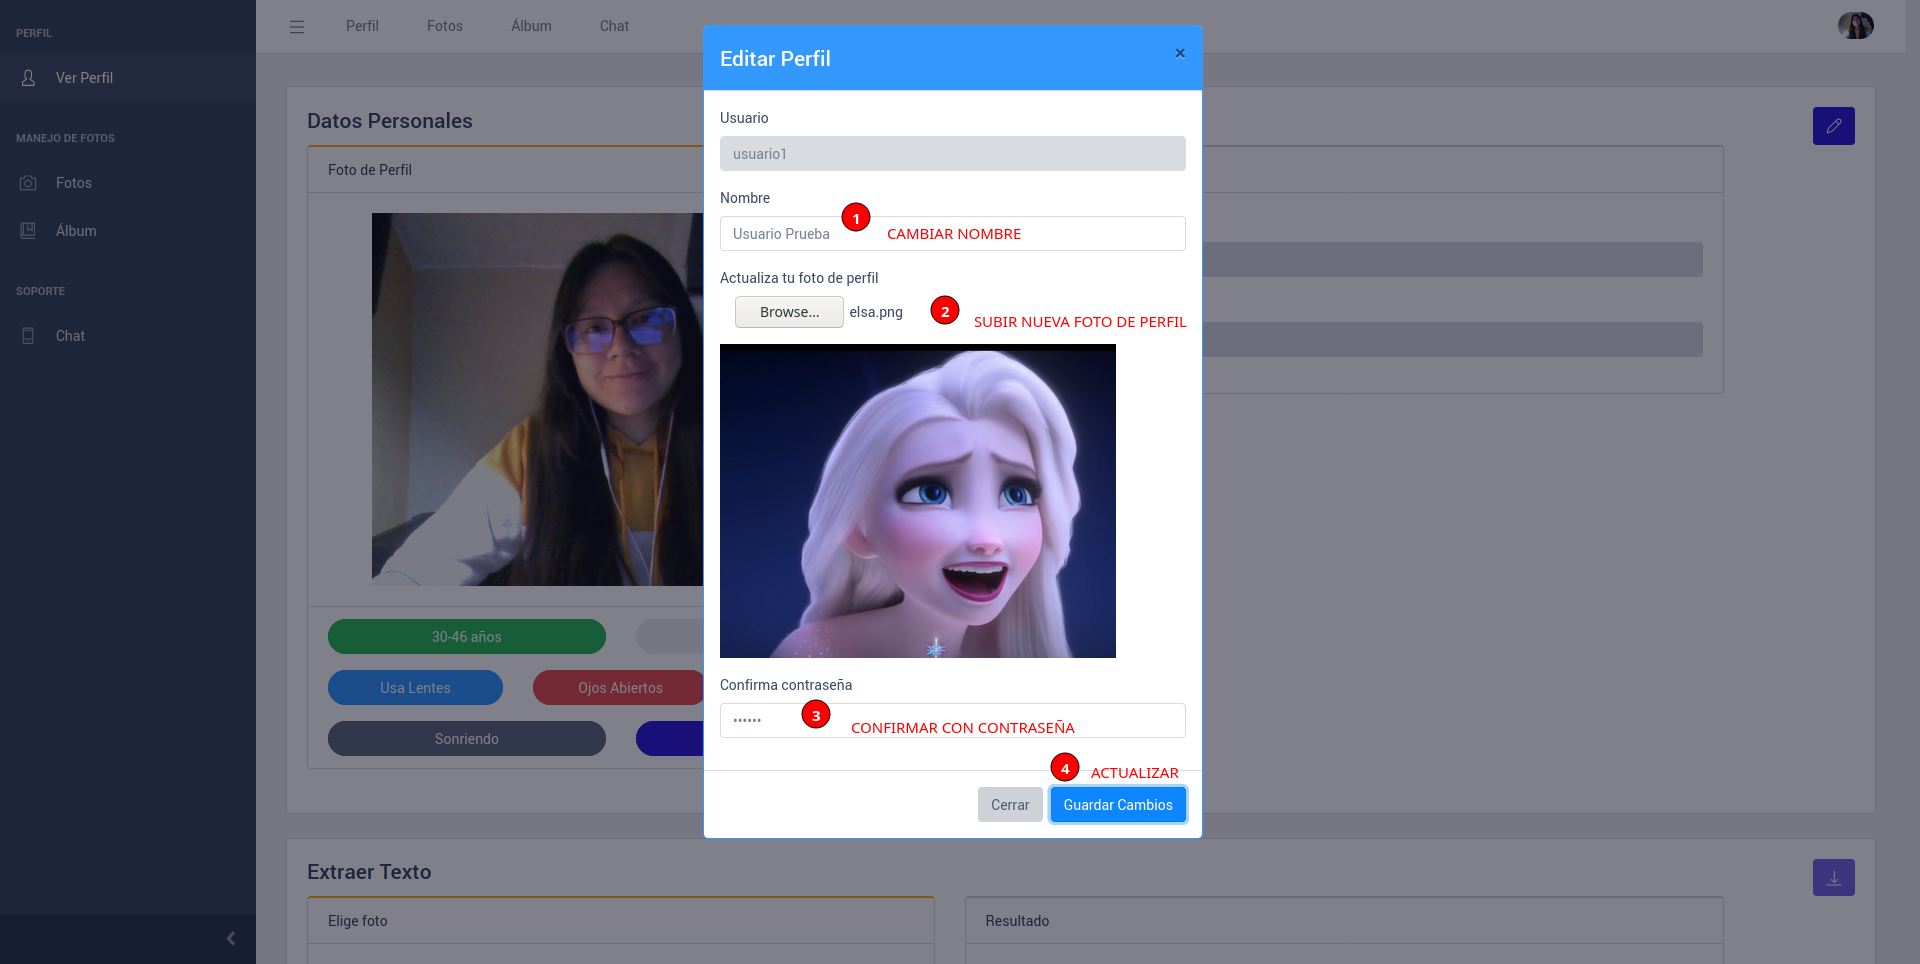 PERFIL
Ver Perfil
MANEJO DE FOTOS
Fotos
Álbum
SOPORTE
Chat
Perfil Fotos Álbum Chat
Datos Personales
Foto de Perfil
30-46 años
Usa Lentes Ojos Abiertos
Sonriendo
Editar Perfil ×
Usuario
usuario1
Nombre
Usuario Prueba 1 CAMBIAR NOMBRE
Actualiza tu foto de perfil
Browse... elsa.png 2 SUBIR NUEVA FOTO DE PERFIL
Confirma contraseña
•••••• 3 CONFIRMAR CON CONTRASEÑA
4 ACTUALIZAR
Cerrar Guardar Cambios
Extraer Texto
Elige foto Resultado